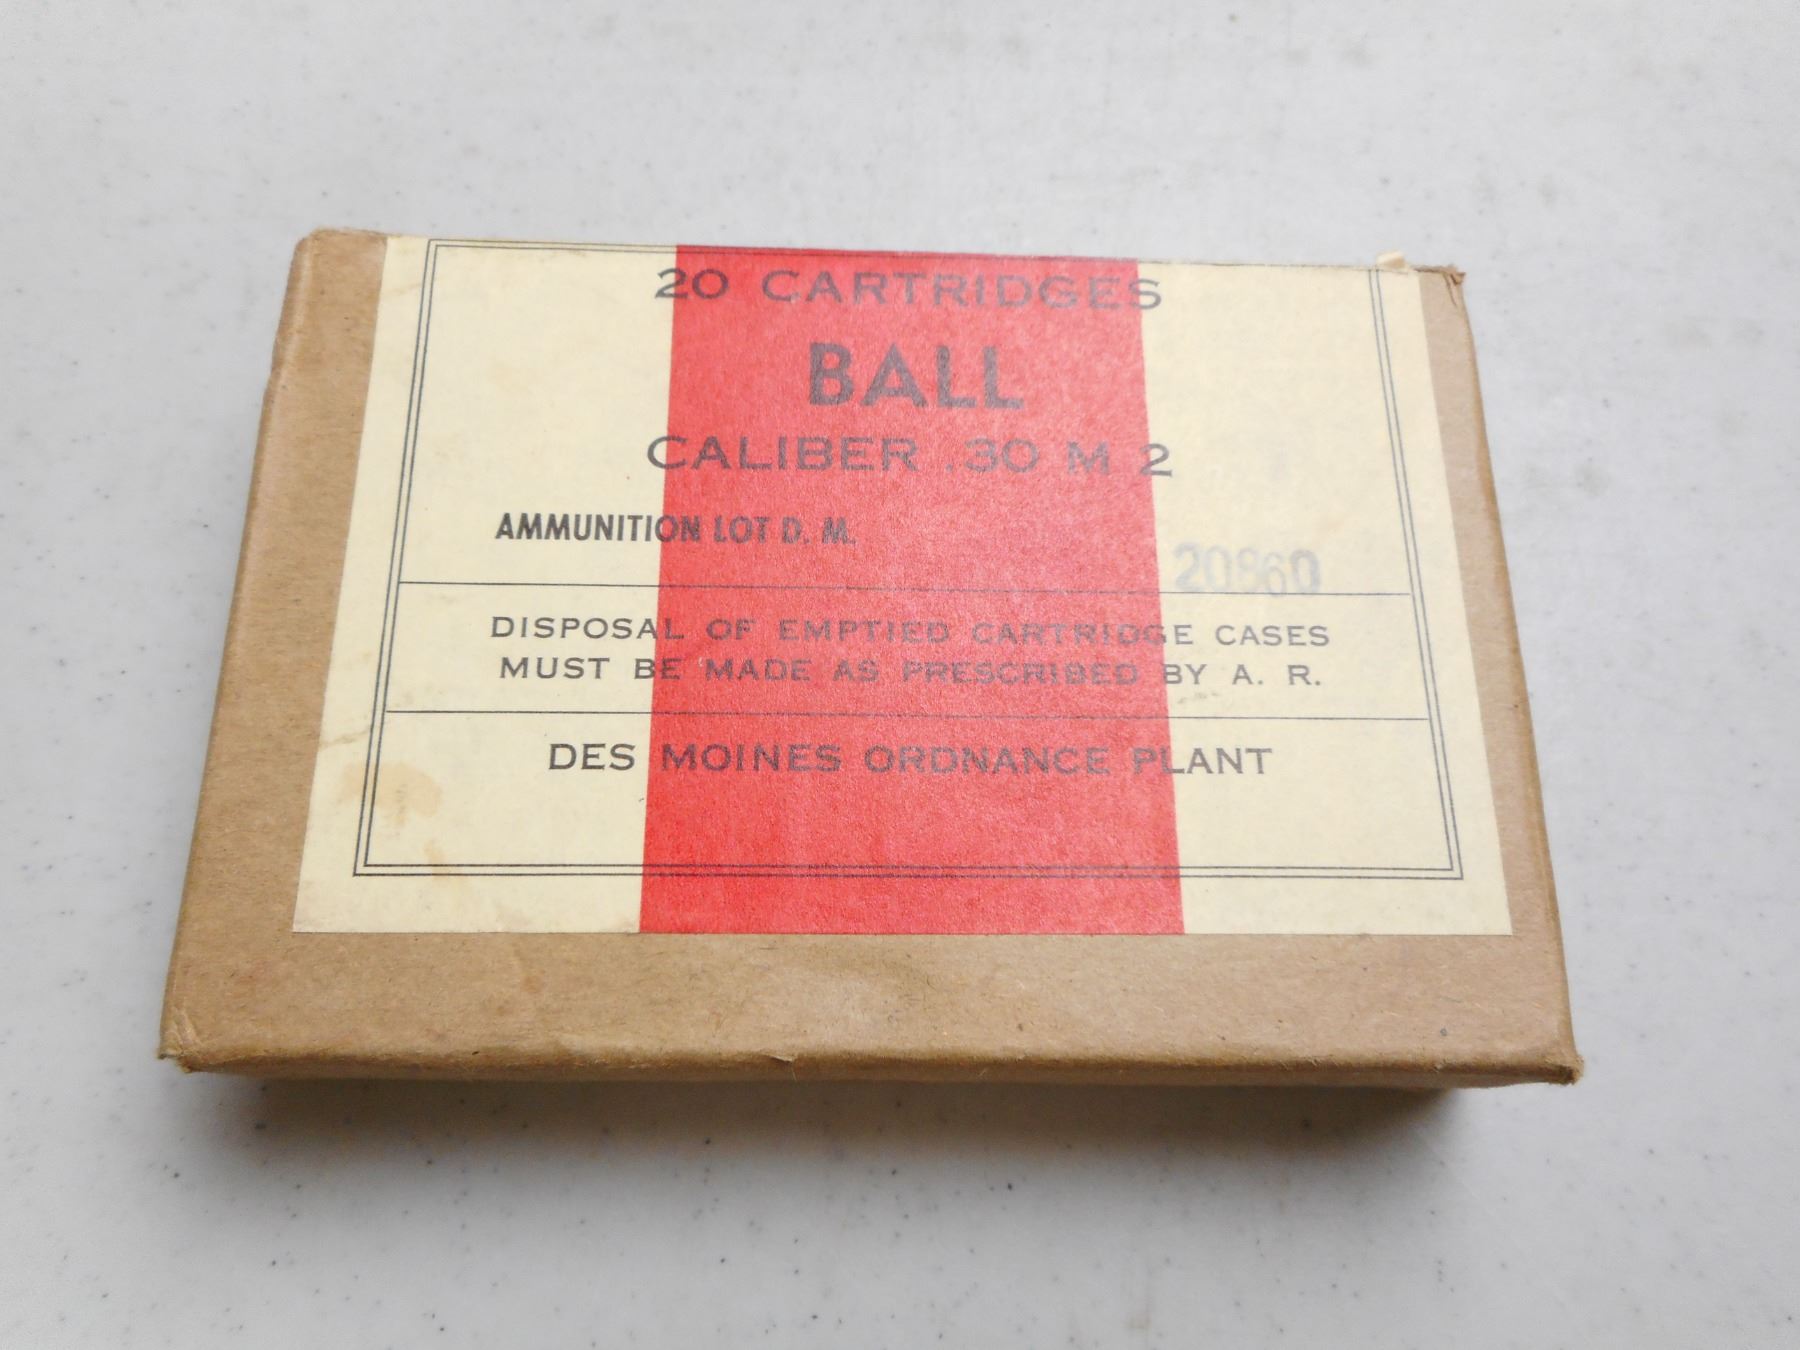 20 CARTRIDGES
BALL
CALIBER .30 M 2
AMMUNITION LOT D. M. 20860
DISPOSAL OF EMPTIED CARTRIDGE CASES
MUST BE MADE AS PRESCRIBED BY A. R.
DES MOINES ORDNANCE PLANT